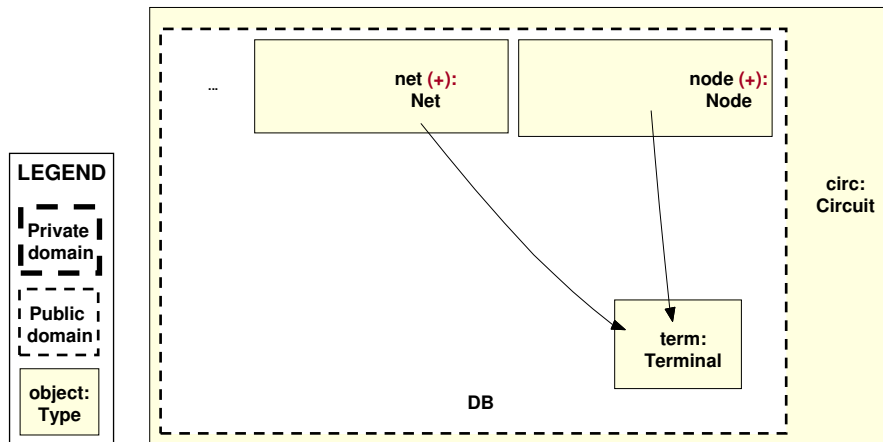 ...
net (+):
Net
node (+):
Node
circ:
Circuit
term:
Terminal
DB
LEGEND
Private
domain
Public
domain
object:
Type